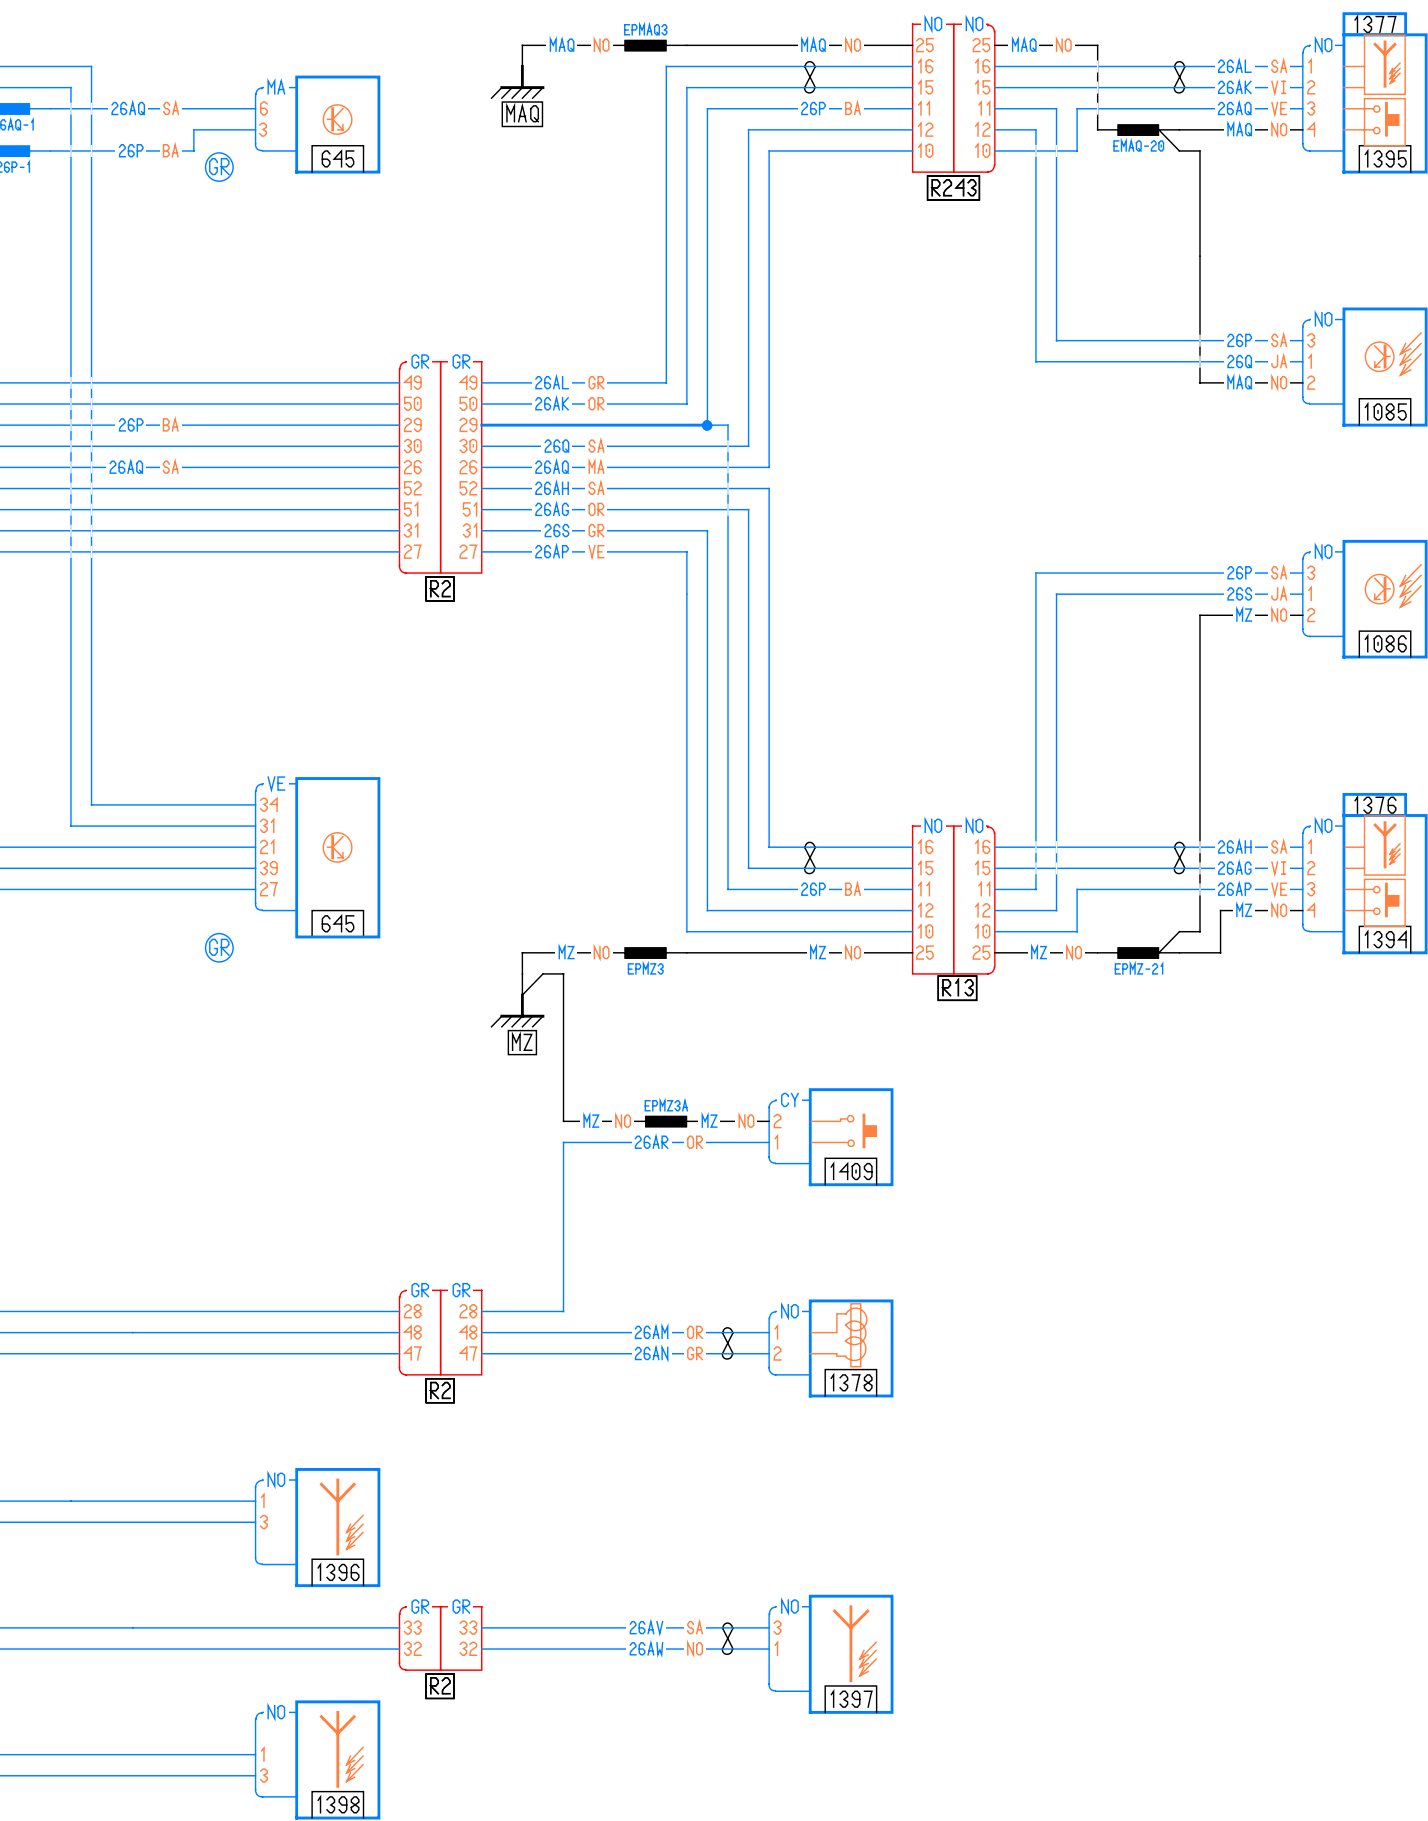 EPMAQ3 NO NO 1377
MAQ NO MAQ NO 25 25 MAQ NO NO
16 16 26AL SA 1
MA 15 15 26AK VI 2
26AQ SA 6 MAQ 26P BA 11 11 26AQ VE 3
6AQ-1 3 12 12 MAQ NO 4
26P BA 10 10 EMAQ-20
26P-1 GR 645 1395
R243
NO
26P SA 3
GR GR 26Q JA 1
49 49 26AL GR MAQ NO 2
50 50 26AK OR 1085
26P BA 29 29
30 30 26Q SA
26AQ SA 26 26 26AQ MA
52 52 26AH SA
51 51 26AG OR
31 31 26S GR
27 27 26AP VE NO
R2 26P SA 3
26S JA 1
MZ NO 2
1086
VE
34 1376
31 NO NO NO
21 16 16 26AH SA 1
39 15 15 26AG VI 2
27 26P BA 11 11 26AP VE 3
645 12 12 MZ NO 4
10 10 1394
GR MZ NO MZ NO 25 25 MZ NO
EPMZ3 EPMZ-21
R13
MZ
CY
EPMZ3A
MZ NO MZ NO 2
26AR OR 1
1409
GR GR
28 28 NO
48 48 26AM OR 1
47 47 26AN GR 2
R2 1378
NO
1
3
1396
GR GR NO
33 33 26AV SA 3
32 32 26AW NO 1
R2 1397
NO
1
3
1398